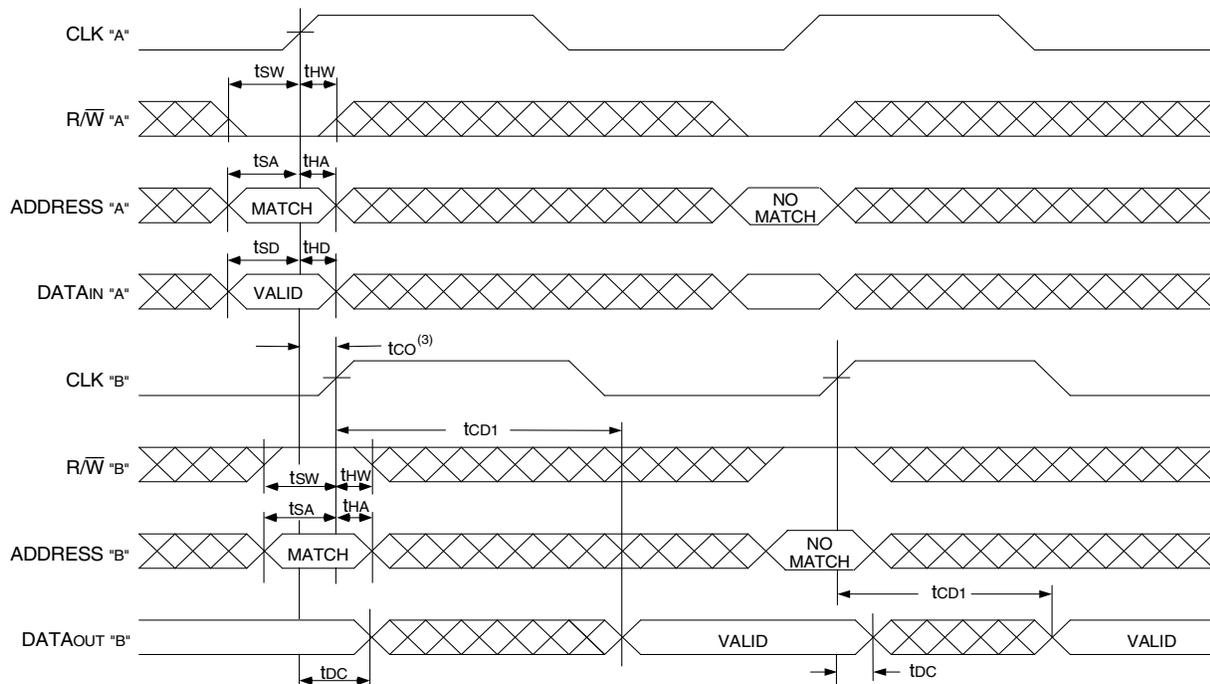 CLK "A"
tSW tHW
R/W̅ "A"
tSA tHA
ADDRESS "A" MATCH NO MATCH
tSD tHD
DATAIN "A" VALID
tCO(3)
CLK "B"
tCD1
R/W̅ "B"
tSW tHW
tSA tHA
ADDRESS "B" MATCH NO MATCH
tCD1
DATAOUT "B" VALID VALID
tDC tDC